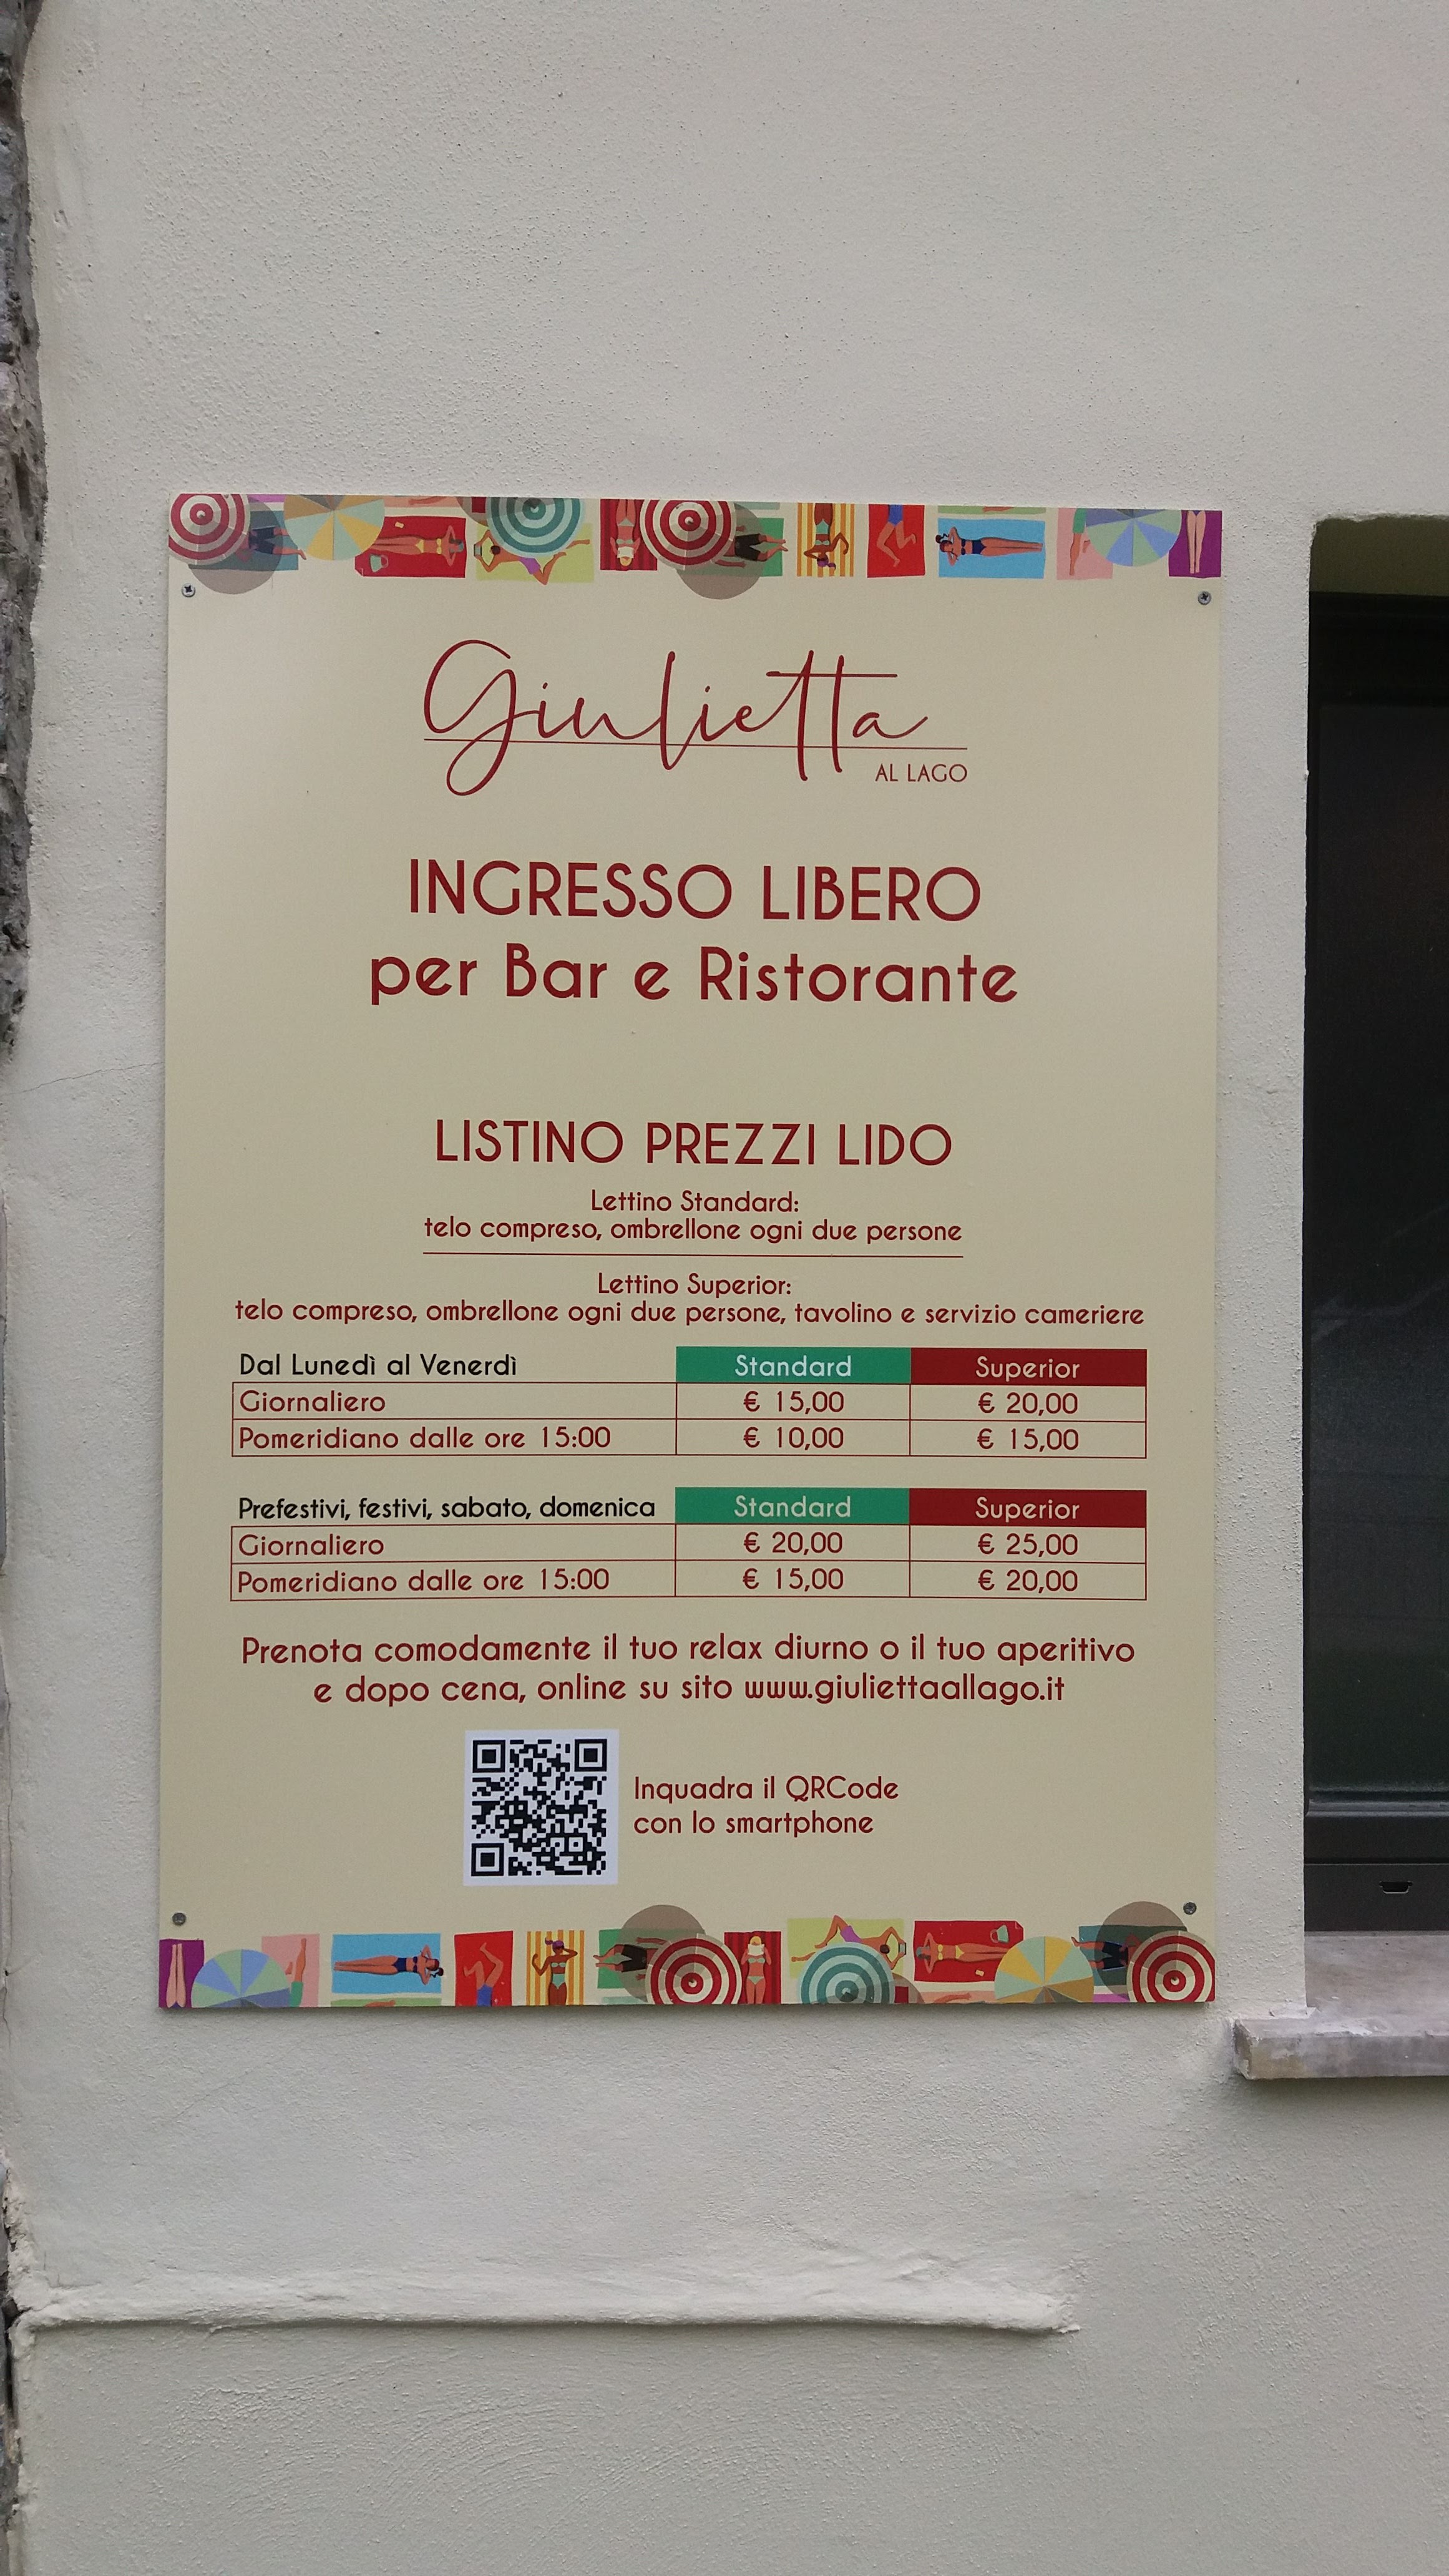 Giulietta
AL LAGO
INGRESSO LIBERO
per Bar e Ristorante
LISTINO PREZZI LIDO
Lettino Standard:
telo compreso, ombrellone ogni due persone
Lettino Superior:
telo compreso, ombrellone ogni due persone, tavolino e servizio cameriere
Dal Lunedì al Venerdì Standard Superior
Giornaliero € 15,00 € 20,00
Pomeridiano dalle ore 15:00 € 10,00 € 15,00
Prefestivi, festivi, sabato, domenica Standard Superior
Giornaliero € 20,00 € 25,00
Pomeridiano dalle ore 15:00 € 15,00 € 20,00
Prenota comodamente il tuo relax diurno o il tuo aperitivo
e dopo cena, online su sito www.giuliettaallago.it
Inquadra il QRCode
con lo smartphone